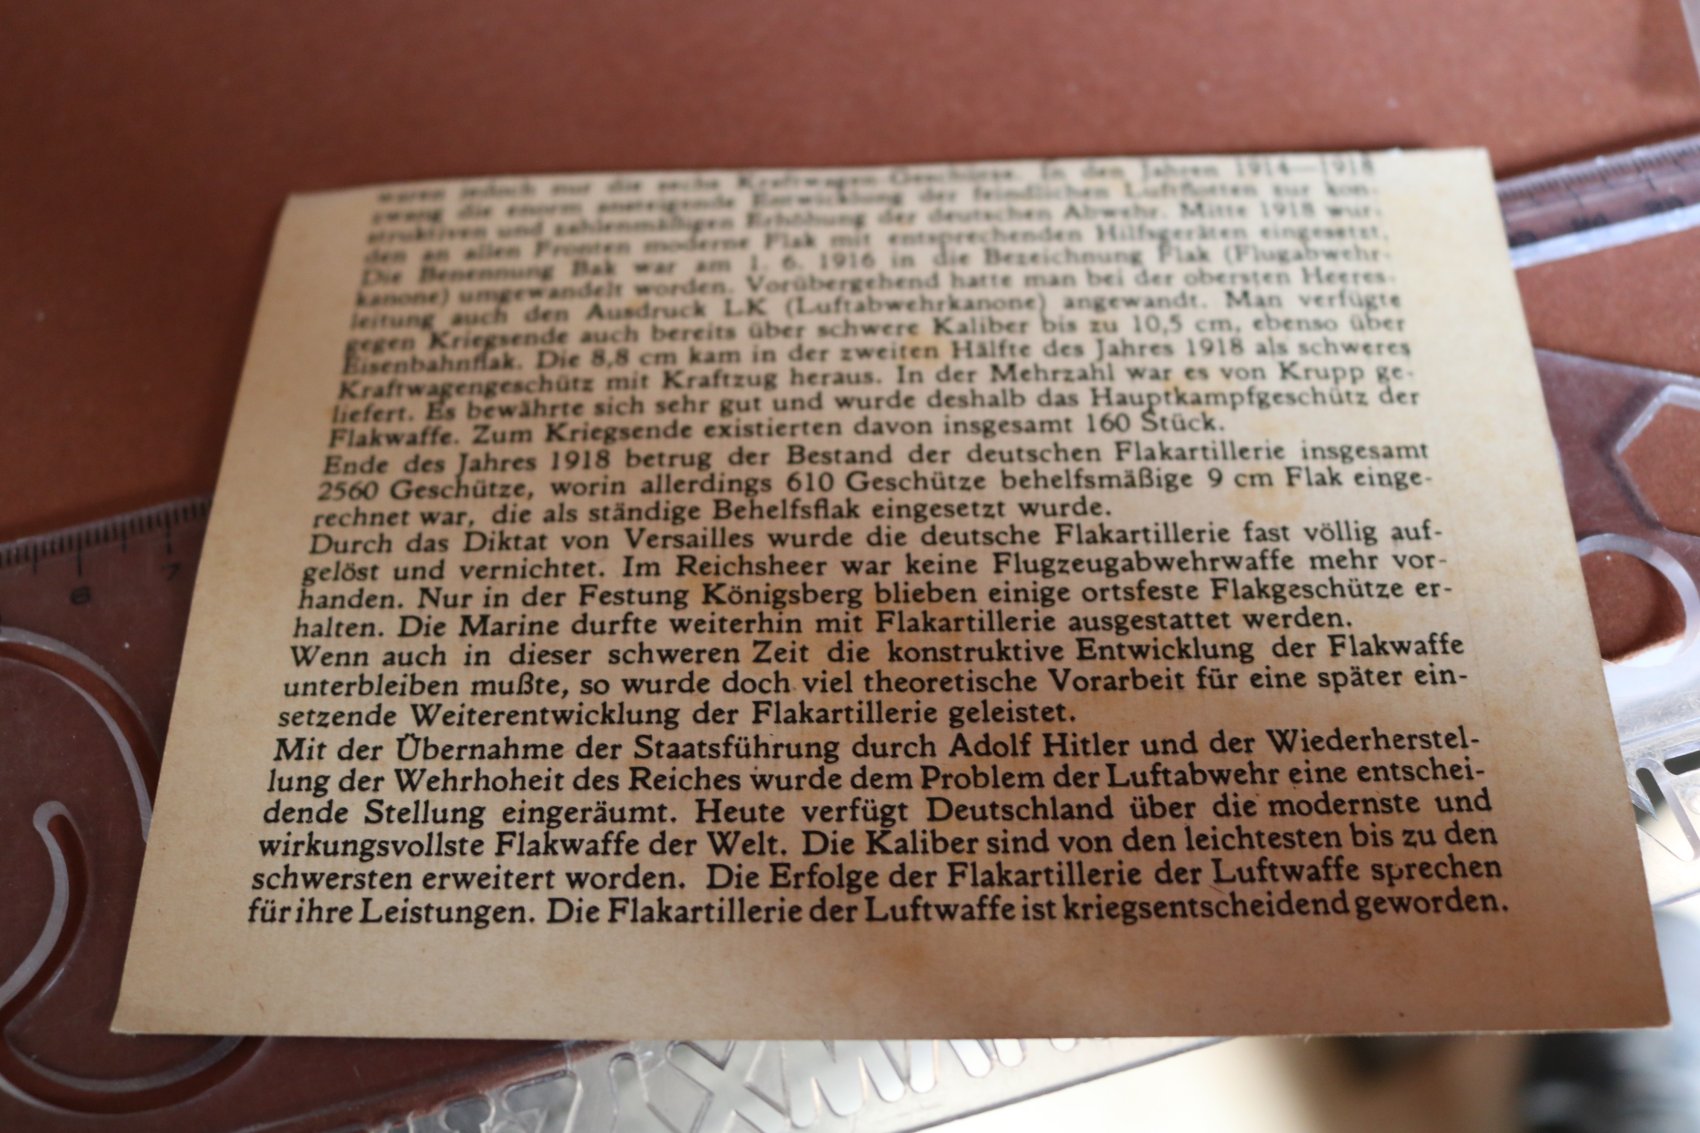 waren jedoch nur die sechs Kraftwagen-Geschütze. In den Jahren 1914—1918
zwang die enorm ansteigende Entwicklung der feindlichen Luftflotten zur kon-
struktiven und zahlenmäßigen Erhöhung der deutschen Abwehr. Mitte 1918 wur-
den an allen Fronten moderne Flak mit entsprechenden Hilfsgeräten eingesetzt.
Die Benennung Bak war am 1. 6. 1916 in die Bezeichnung Flak (Flugabwehr-
kanone) umgewandelt worden. Vorübergehend hatte man bei der obersten Heeres-
leitung auch den Ausdruck LK (Luftabwehrkanone) angewandt. Man verfügte
gegen Kriegsende auch bereits über schwere Kaliber bis zu 10,5 cm, ebenso über
Eisenbahnflak. Die 8,8 cm kam in der zweiten Hälfte des Jahres 1918 als schweres
Kraftwagengeschütz mit Kraftzug heraus. In der Mehrzahl war es von Krupp ge-
liefert. Es bewährte sich sehr gut und wurde deshalb das Hauptkampfgeschütz der
Flakwaffe. Zum Kriegsende existierten davon insgesamt 160 Stück.
Ende des Jahres 1918 betrug der Bestand der deutschen Flakartillerie insgesamt
2560 Geschütze, worin allerdings 610 Geschütze behelfsmäßige 9 cm Flak einge-
rechnet war, die als ständige Behelfsflak eingesetzt wurde.
Durch das Diktat von Versailles wurde die deutsche Flakartillerie fast völlig auf-
gelöst und vernichtet. Im Reichsheer war keine Flugzeugabwehrwaffe mehr vor-
handen. Nur in der Festung Königsberg blieben einige ortsfeste Flakgeschütze er-
halten. Die Marine durfte weiterhin mit Flakartillerie ausgestattet werden.
Wenn auch in dieser schweren Zeit die konstruktive Entwicklung der Flakwaffe
unterbleiben mußte, so wurde doch viel theoretische Vorarbeit für eine später ein-
setzende Weiterentwicklung der Flakartillerie geleistet.
Mit der Übernahme der Staatsführung durch Adolf Hitler und der Wiederherstel-
lung der Wehrhoheit des Reiches wurde dem Problem der Luftabwehr eine entschei-
dende Stellung eingeräumt. Heute verfügt Deutschland über die modernste und
wirkungsvollste Flakwaffe der Welt. Die Kaliber sind von den leichtesten bis zu den
schwersten erweitert worden. Die Erfolge der Flakartillerie der Luftwaffe sprechen
für ihre Leistungen. Die Flakartillerie der Luftwaffe ist kriegsentscheidend geworden.
6
7